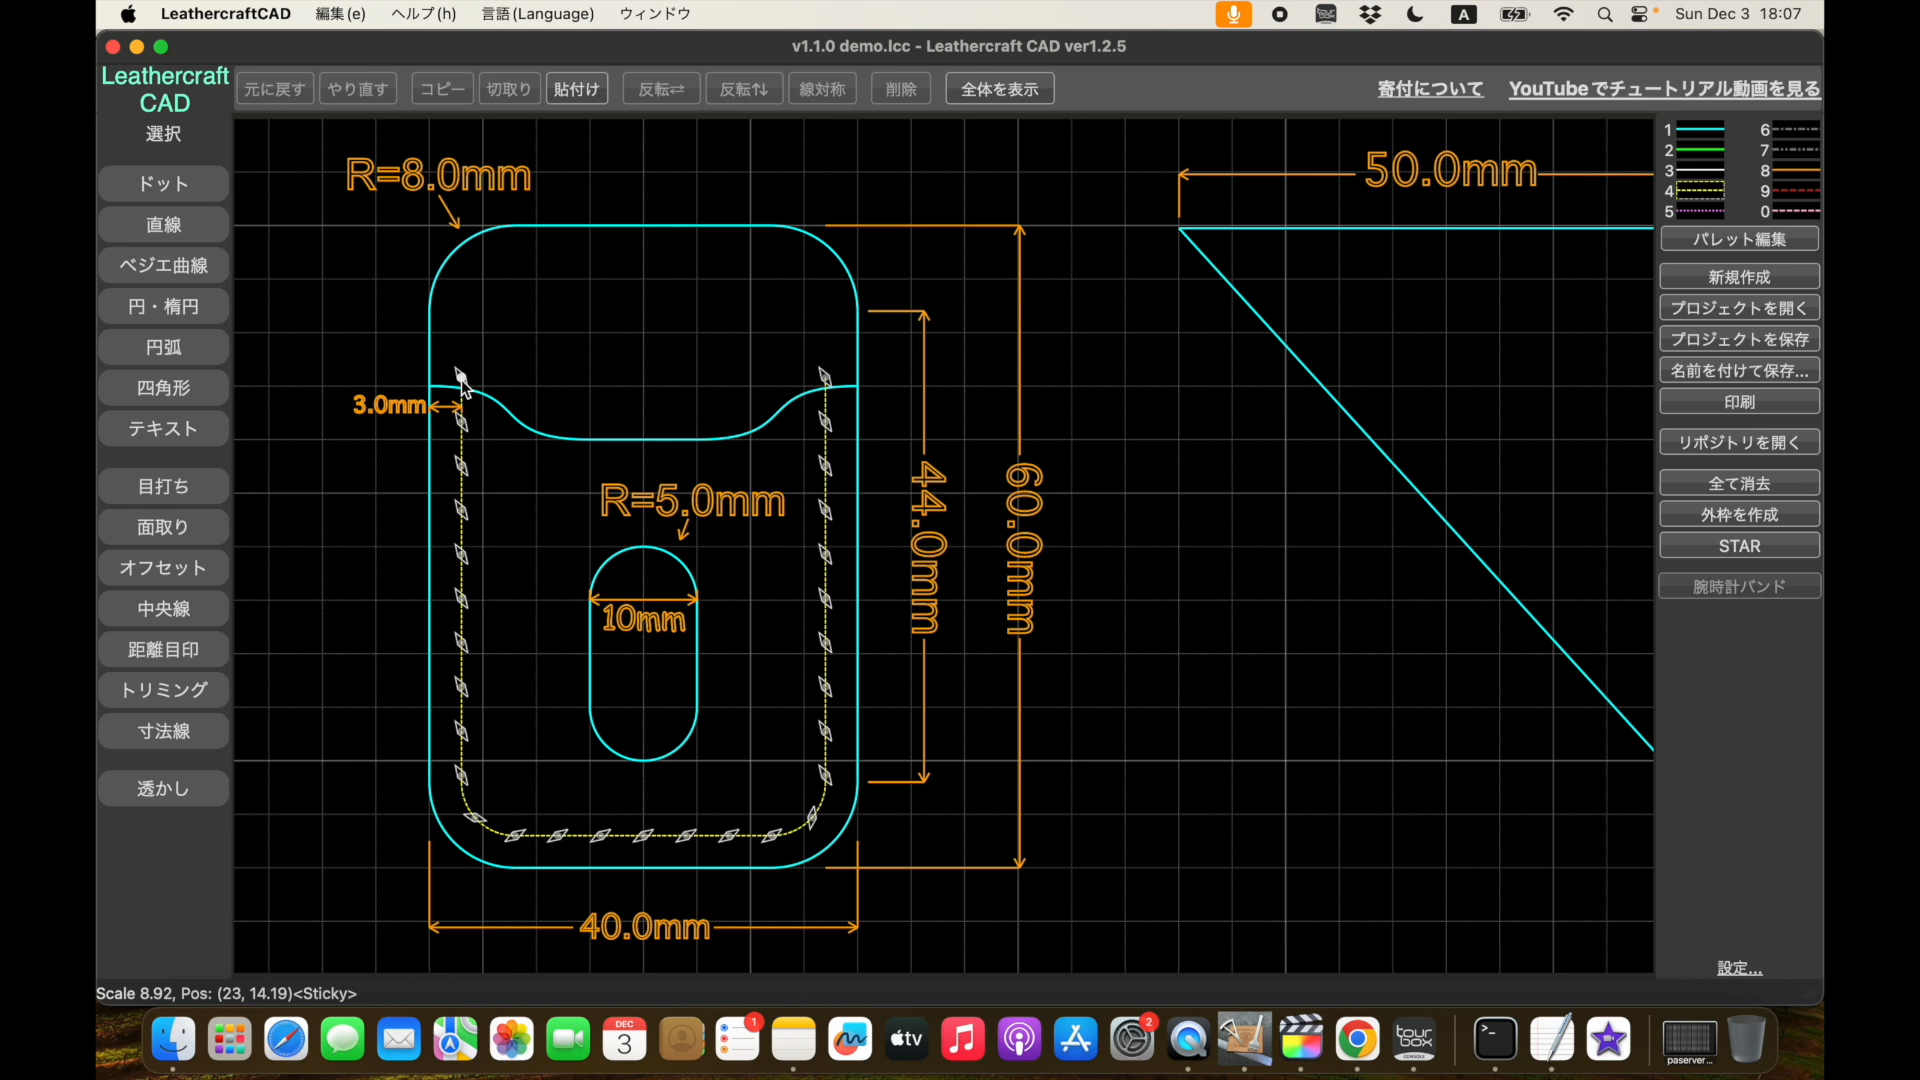 LeathercraftCAD 編集(e) ヘルプ(h) 言語(Language) ウィンドウ A Sun Dec 3 18:07
v1.1.0 demo.lcc - Leathercraft CAD ver1.2.5
Leathercraft
CAD
元に戻す やり直す コピー 切取り 貼付け 反転⇄ 反転⇅ 線対称 削除 全体を表示 寄付について YouTubeでチュートリアル動画を見る
選択
ドット
直線
ベジエ曲線
円・楕円
円弧
四角形
テキスト
目打ち
面取り
オフセット
中央線
距離目印
トリミング
寸法線
透かし
R=8.0mm
50.0mm
3.0mm
R=5.0mm
10mm
44.0mm
60.0mm
40.0mm
1 6
2 7
3 8
4 9
5 0
パレット編集
新規作成
プロジェクトを開く
プロジェクトを保存
名前を付けて保存...
印刷
リポジトリを開く
全て消去
外枠を作成
STAR
腕時計バンド
設定...
Scale 8.92, Pos: (23, 14.19)<Sticky>
DEC
3
1
tv
2
>_
tour
box
CONSOLE
paserver...